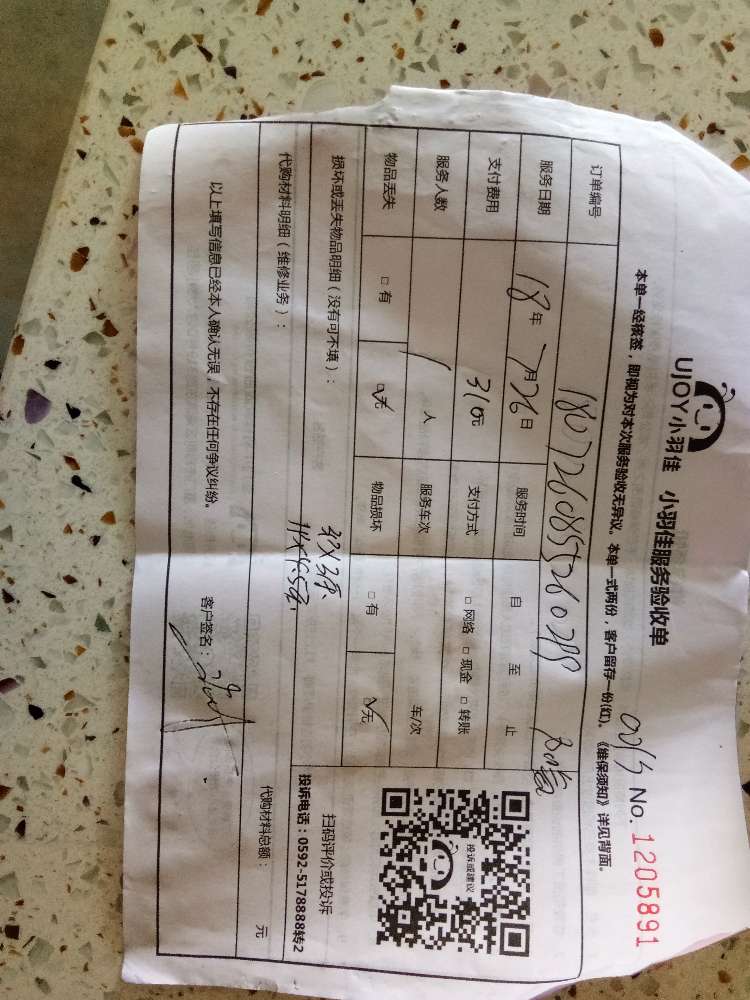 UJOY小羽佳 小羽佳服务验收单
No. 1205891
本单一经核签，即视为对本次服务验收无异议。本单一式两份，客户留存一份(红)。《维保须知》详见背面。
订单编号
服务日期 18年 7月26日 服务时间 自 至 止
支付费用 310元 支付方式 □ 网络 □ 现金 □ 转账
服务人数 1 人 服务车次 车/次
物品丢失 □ 有 无 物品损坏 □ 有 无
损坏或丢失物品明细（没有可不填）：
代购材料明细（维修业务）：
代购材料总额： 元
以上填写信息已经本人确认无误，不存在任何争议纠纷。 客户签名：
投诉或建议
扫码评价或投诉
投诉电话：0592-5178888转2